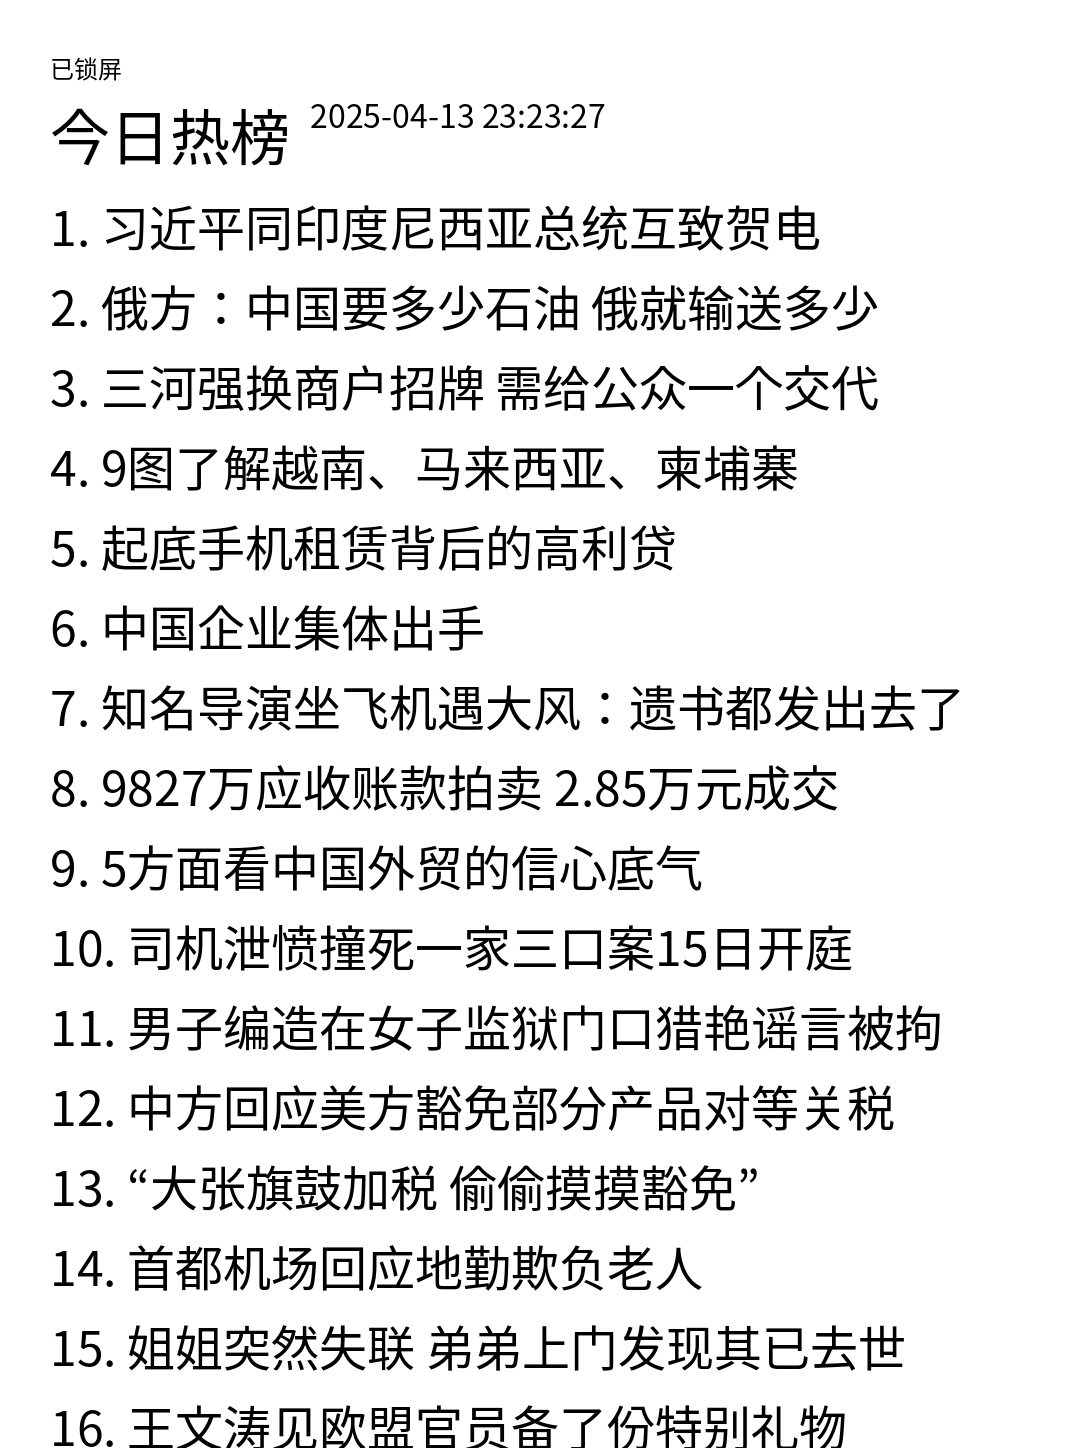 已锁屏
今日热榜 2025-04-13 23:23:27
1. 习近平同印度尼西亚总统互致贺电
2. 俄方：中国要多少石油 俄就输送多少
3. 三河强换商户招牌 需给公众一个交代
4. 9图了解越南、马来西亚、柬埔寨
5. 起底手机租赁背后的高利贷
6. 中国企业集体出手
7. 知名导演坐飞机遇大风：遗书都发出去了
8. 9827万应收账款拍卖 2.85万元成交
9. 5方面看中国外贸的信心底气
10. 司机泄愤撞死一家三口案15日开庭
11. 男子编造在女子监狱门口猎艳谣言被拘
12. 中方回应美方豁免部分产品对等关税
13. “大张旗鼓加税 偷偷摸摸豁免”
14. 首都机场回应地勤欺负老人
15. 姐姐突然失联 弟弟上门发现其已去世
16. 王文涛见欧盟官员备了份特别礼物